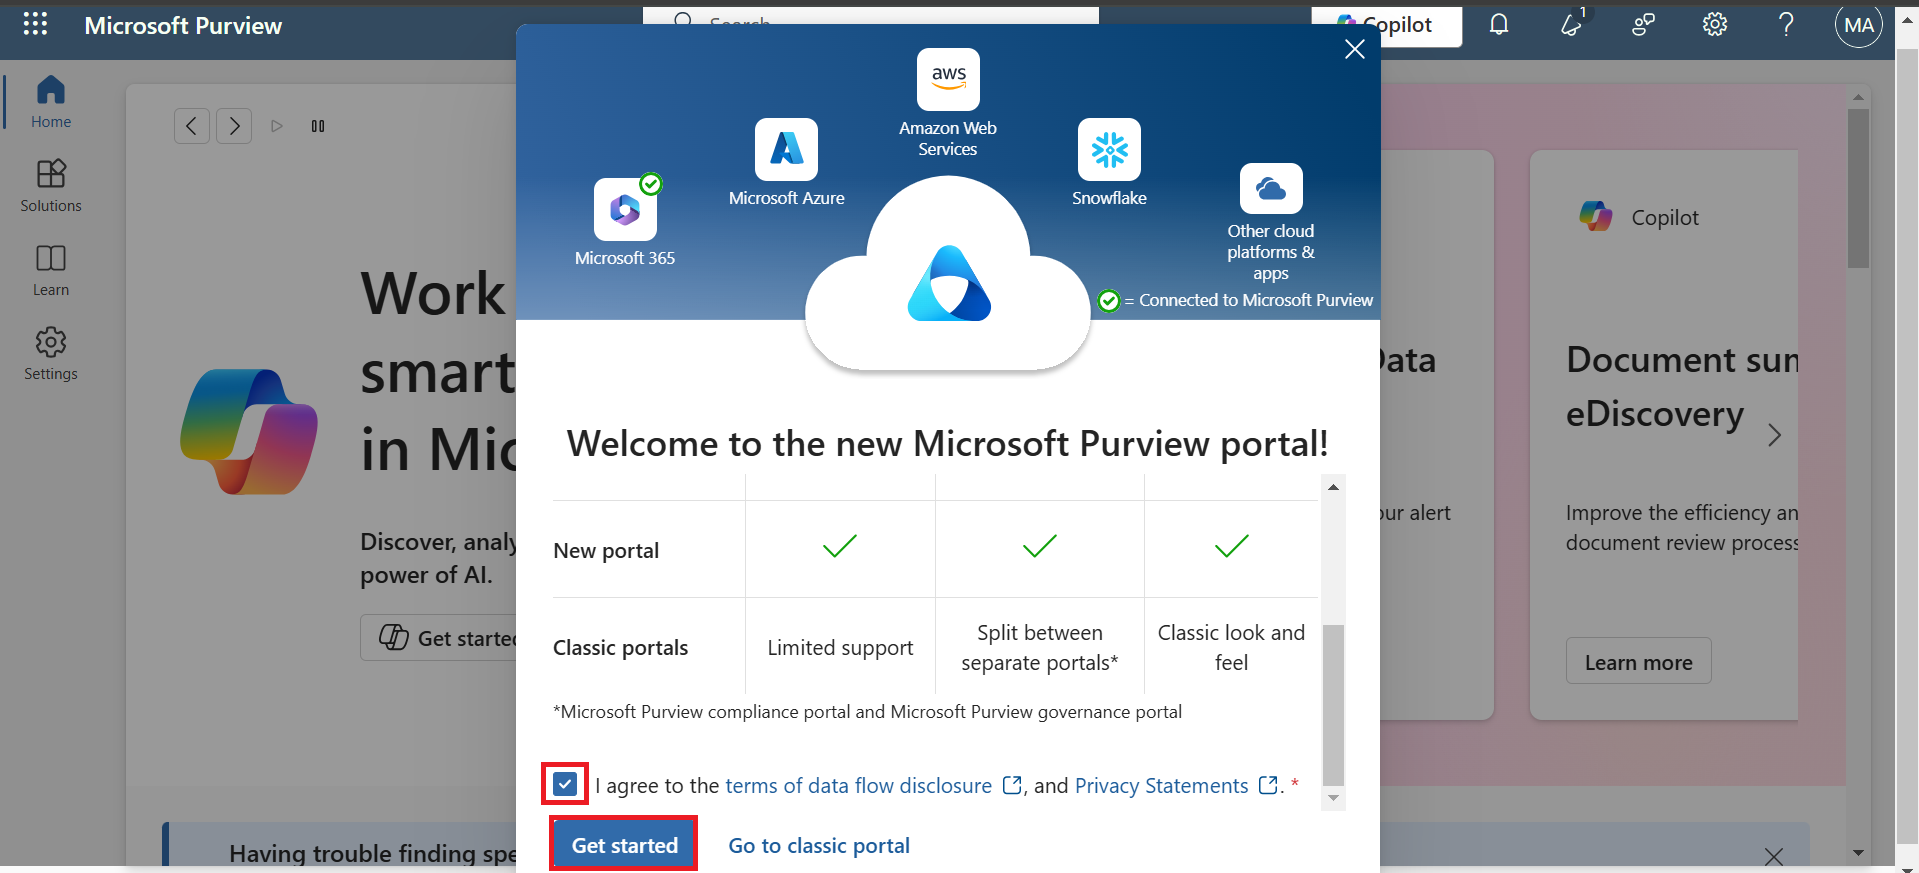 Microsoft Purview
Search
Copilot
1
?
MA
Home
Solutions
Learn
Settings
Work
smart
in Mic
Discover, analy
power of AI.
Get started
aws
Amazon Web
Services
Microsoft Azure
Snowflake
Microsoft 365
Other cloud
platforms &
apps
= Connected to Microsoft Purview
Welcome to the new Microsoft Purview portal!
New portal
Classic portals
Limited support
Split between
separate portals*
Classic look and
feel
*Microsoft Purview compliance portal and Microsoft Purview governance portal
I agree to the terms of data flow disclosure , and Privacy Statements . *
Get started
Go to classic portal
Data
our alert
Copilot
Document sum
eDiscovery
Improve the efficiency an
document review process
Learn more
Having trouble finding spe